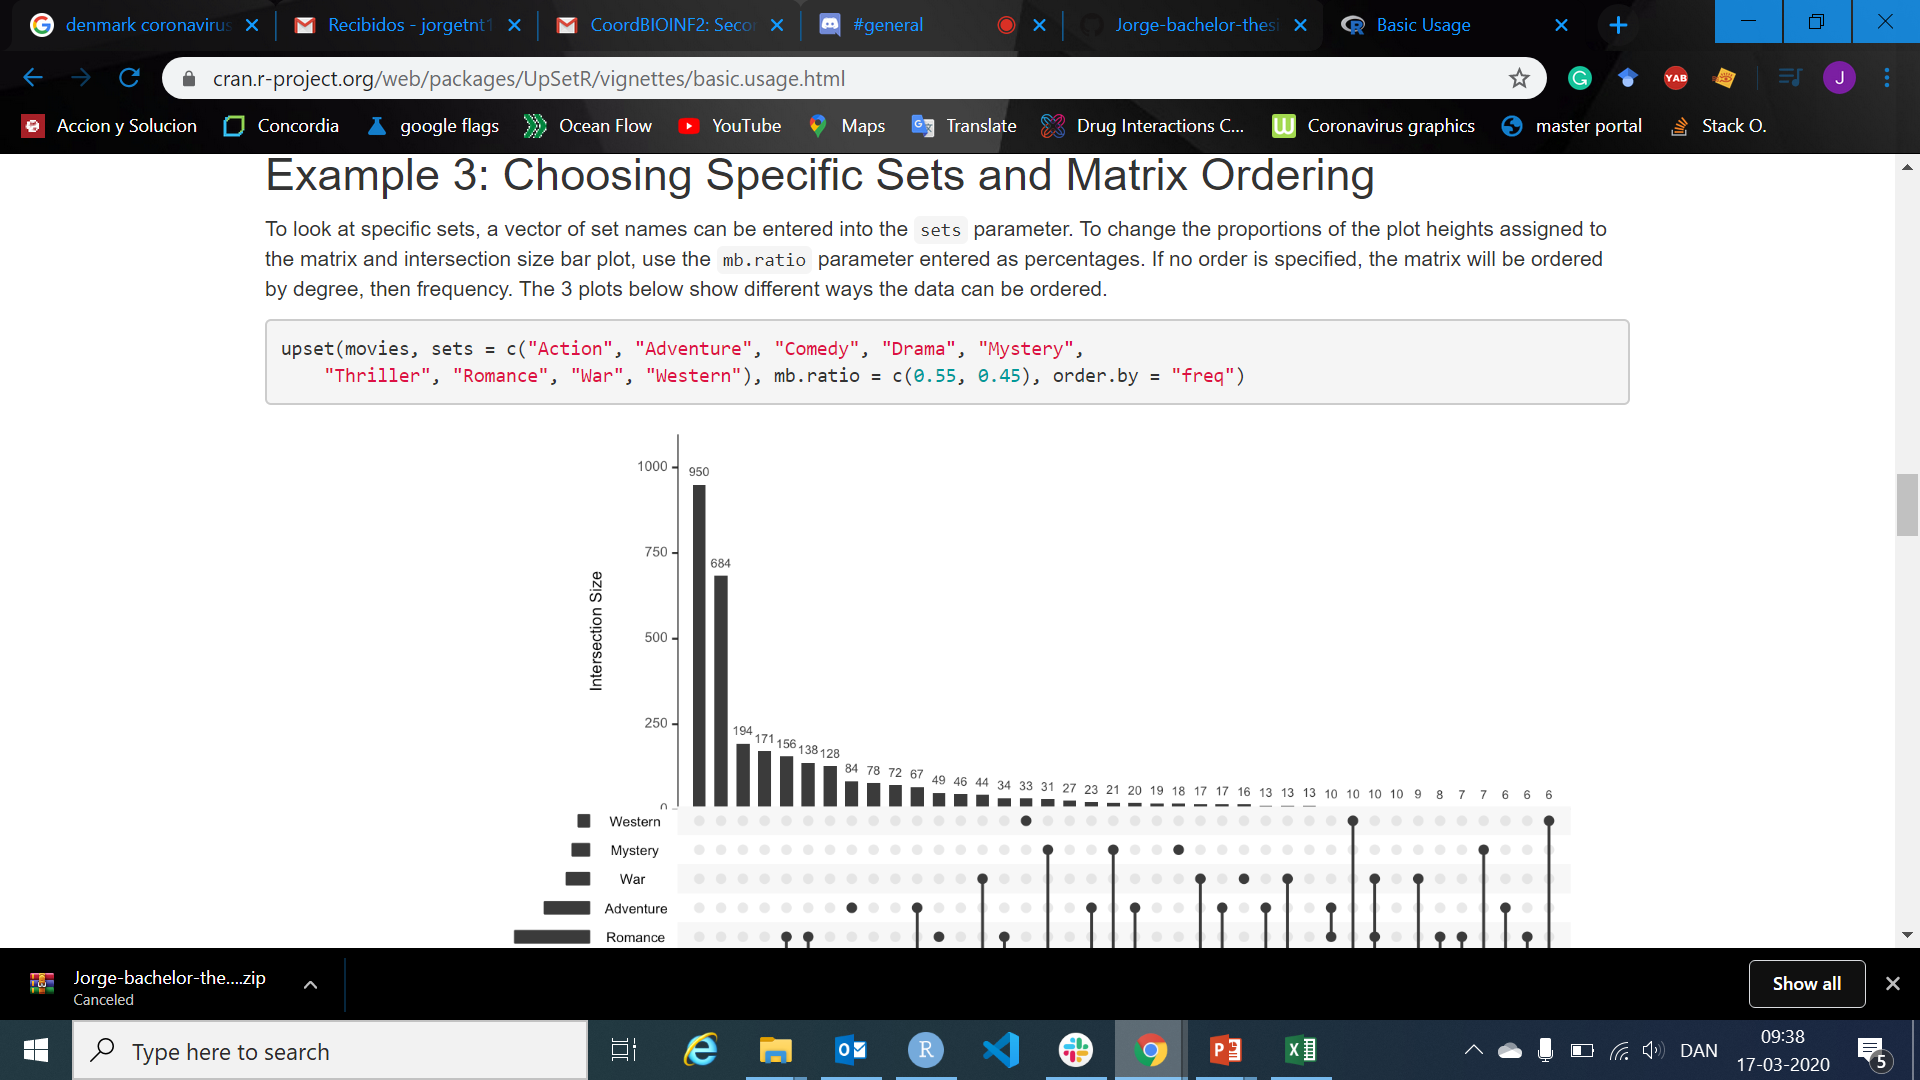 denmark coronavirus
Recibidos - jorgetnt1
CoordBIOINF2: Secor
#general
Jorge-bachelor-thesi
Basic Usage
cran.r-project.org/web/packages/UpSetR/vignettes/basic.usage.html
YAB
J
Accion y Solucion
Concordia
google flags
Ocean Flow
YouTube
Maps
Translate
Drug Interactions C...
Coronavirus graphics
master portal
Stack O.
Example 3: Choosing Specific Sets and Matrix Ordering
To look at specific sets, a vector of set names can be entered into the sets parameter. To change the proportions of the plot heights assigned to
the matrix and intersection size bar plot, use the mb.ratio parameter entered as percentages. If no order is specified, the matrix will be ordered
by degree, then frequency. The 3 plots below show different ways the data can be ordered.
upset(movies, sets = c("Action", "Adventure", "Comedy", "Drama", "Mystery",
"Thriller", "Romance", "War", "Western"), mb.ratio = c(0.55, 0.45), order.by = "freq")
Intersection Size
1000
750
500
250
0
950 684 194 171 156 138 128 84 78 72 67 49 46 44 34 33 31 27 23 21 20 19 18 17 17 16 13 13 13 10 10 10 10 9 8 7 7 6 6 6
Western
Mystery
War
Adventure
Romance
Jorge-bachelor-the....zip
Canceled
Show all
Type here to search
DAN
09:38
17-03-2020
5